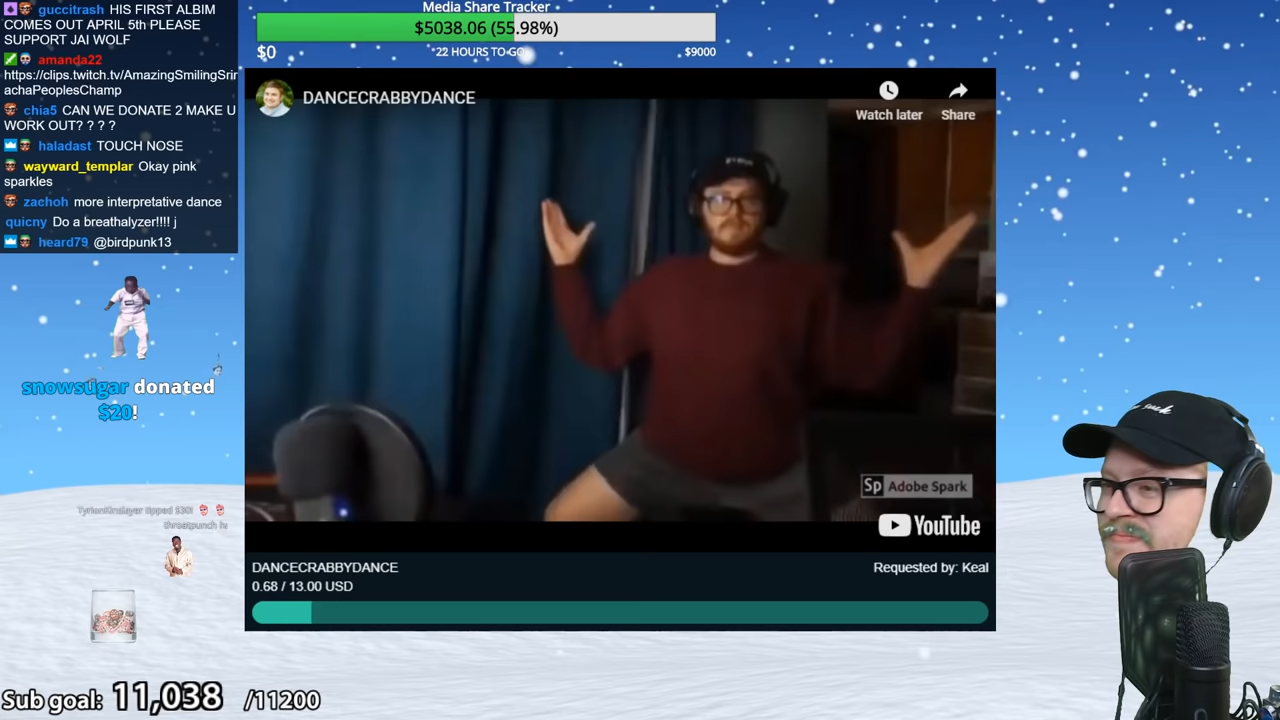 guccitrash HIS FIRST ALBIM
COMES OUT APRIL 5th PLEASE
SUPPORT JAI WOLF
amanda22
https://clips.twitch.tv/AmazingSmilingSrir
achaPeoplesChamp
chia5 CAN WE DONATE 2 MAKE U
WORK OUT? ? ? ?
haladast TOUCH NOSE
wayward_templar Okay pink
sparkles
zachoh more interpretative dance
quicny Do a breathalyzer!!!! j
heard79 @birdpunk13
Media Share Tracker
$5038.06 (55.98%)
$0
22 HOURS TO GO
$9000
DANCECRABBYDANCE
Watch later
Share
snowsugar donated
$20!
Sp Adobe Spark
YouTube
TyrionKinslayer tipped $30!
throatpunch
DANCECRABBYDANCE
Requested by: Keal
0.68 / 13.00 USD
Sub goal: 11,038 /11200